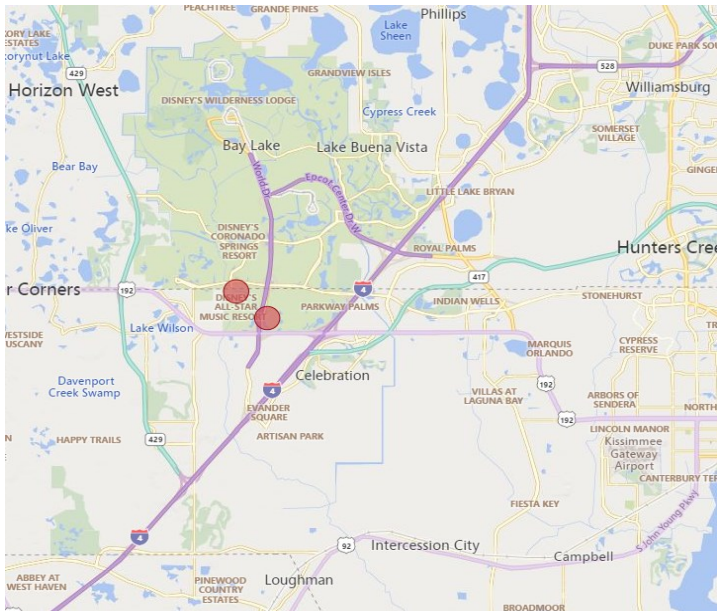 PEACHTREE
GRANDE PINES
Phillips
Lake
Sheen
ORY LAKE
ESTATES
corynut Lake
DUKE PARK SO
429
528
GRANDVIEW ISLES
Horizon West
Williamsburg
DISNEY'S WILDERNESS LODGE
Cypress Creek
SOMERSET
VILLAGE
Bay Lake
Lake Buena Vista
Bear Bay
World Dr
Epcot Center Dr W
GINGE
LITTLE LAKE BRYAN
ke Oliver
DISNEY'S
CORONADO
SPRINGS
RESORT
ROYAL PALMS
Hunters Cree
417
r Corners
192
4
DISNEY'S
ALL-STAR
MUSIC RESORT
PARKWAY PALMS
INDIAN WELLS
STONEHURST
Lake Wilson
VESTSIDE
TUSCANY
TR
MARQUIS
ORLANDO
CYPRESS
RESERVE
Davenport
Creek Swamp
Celebration
4
192
VILLAS AT
LAGUNA BAY
ARBORS OF
SENDERA
EVANDER
SQUARE
192
NORTH
N
HAPPY TRAILS
429
ARTISAN PARK
LINCOLN MANOR
Kissimmee
Gateway
Airport
CANTERBURY TER
FIESTA KEY
S John Young Pkwy
4
92
Intercession City
Campbell
ABBEY AT
WEST HAVEN
PINEWOOD
COUNTRY
ESTATES
Loughman
BROADMOOR